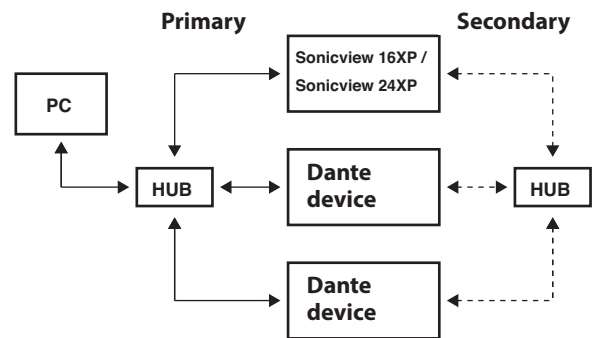 Primary
Secondary
Sonicview 16XP /
Sonicview 24XP
PC
HUB
Dante
device
HUB
Dante
device